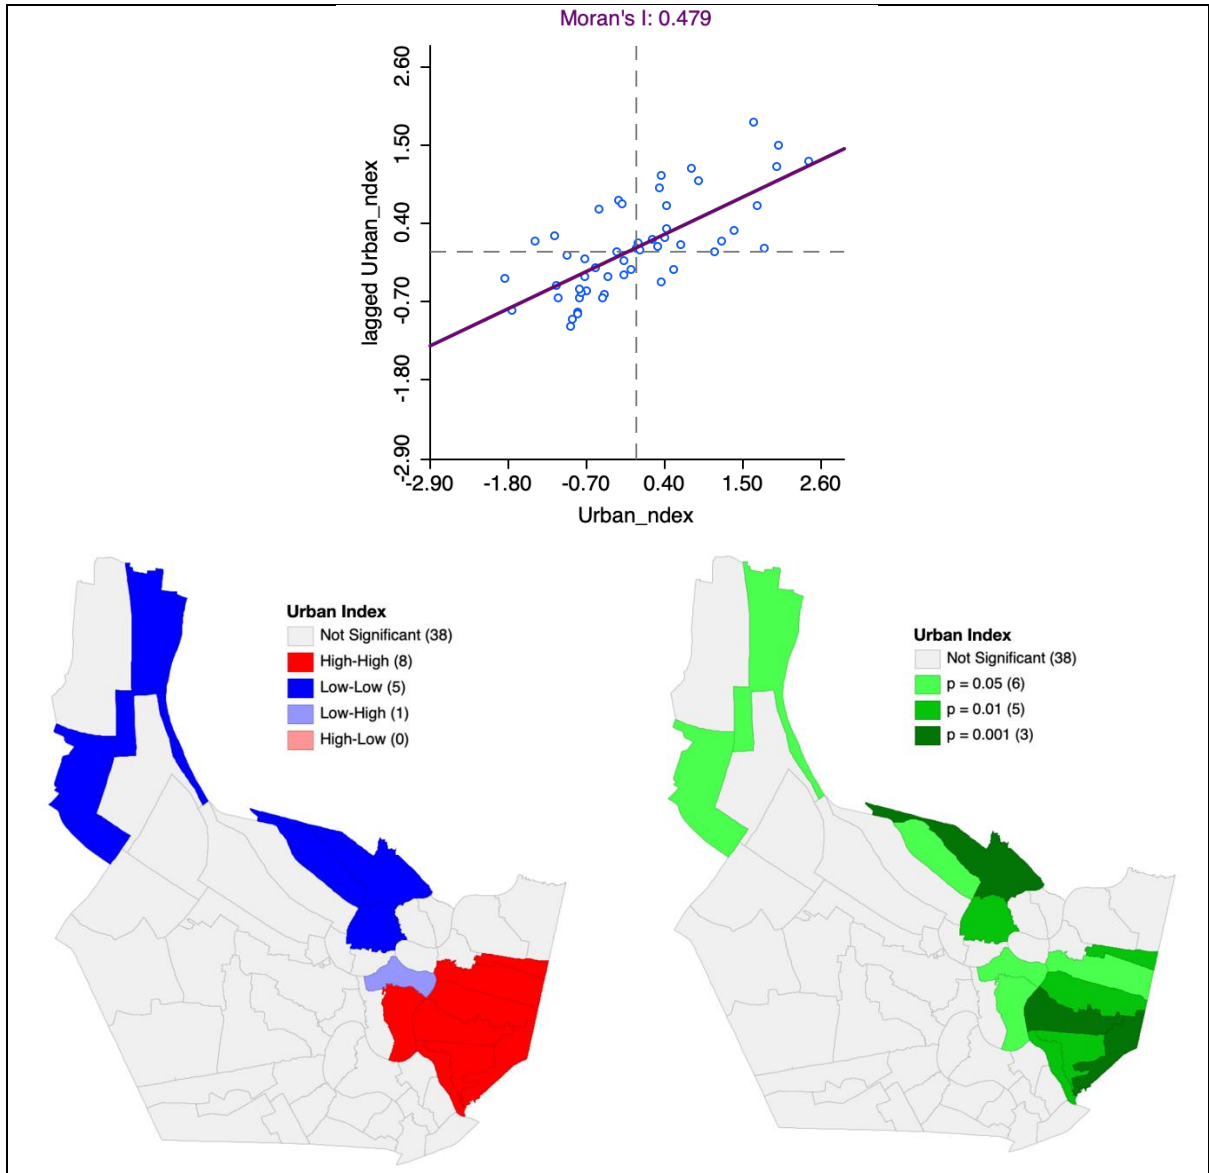 Moran's I: 0.479
2.60
1.50
0.40
-0.70
-1.80
-2.90
lagged Urban_ndex
-2.90 -1.80 -0.70 0.40 1.50 2.60
Urban_ndex
Urban Index
Not Significant (38)
High-High (8)
Low-Low (5)
Low-High (1)
High-Low (0)
Urban Index
Not Significant (38)
p = 0.05 (6)
p = 0.01 (5)
p = 0.001 (3)